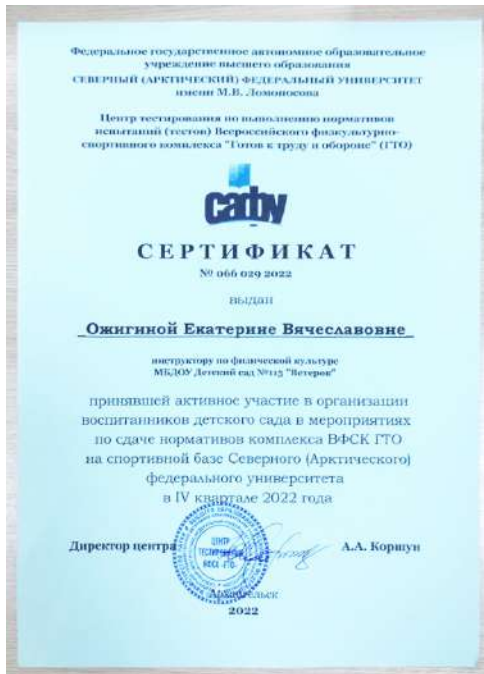 Федеральное государственное автономное образовательное
учреждение высшего образования
СЕВЕРНЫЙ (АРКТИЧЕСКИЙ) ФЕДЕРАЛЬНЫЙ УНИВЕРСИТЕТ
имени М.В. Ломоносова
Центр тестирования по выполнению нормативов
испытаний (тестов) Всероссийского физкультурно-
спортивного комплекса "Готов к труду и обороне" (ГТО)
сафу
СЕРТИФИКАТ
№ 066 029 2022
выдан
Ожигиной Екатерине Вячеславовне
инструктору по физической культуре
МБДОУ Детский сад №113 "Ветерок"
принявшей активное участие в организации
воспитанников детского сада в мероприятиях
по сдаче нормативов комплекса ВФСК ГТО
на спортивной базе Северного (Арктического)
федерального университета
в IV квартале 2022 года
Директор центра
А.А. Коршун
ЦЕНТР
ТЕСТИРОВАНИЯ
ВФСК ГТО
Архангельск
2022